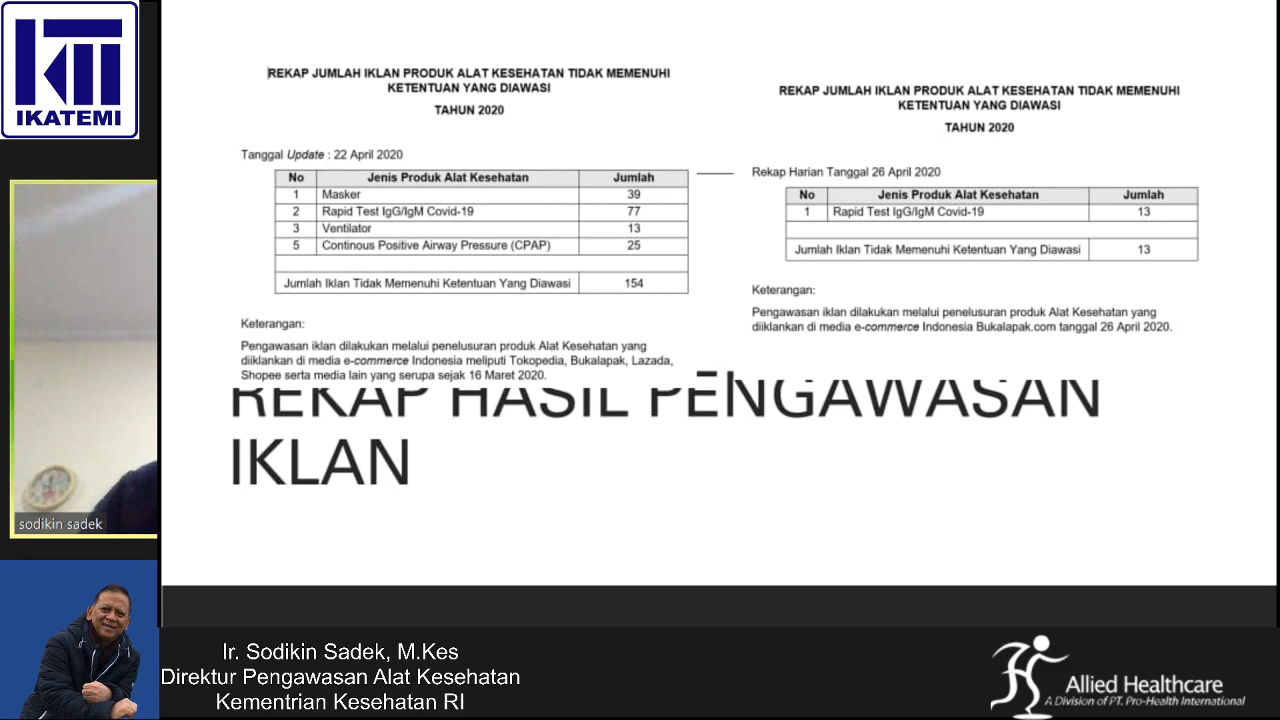 IKATEMI
REKAP JUMLAH IKLAN PRODUK ALAT KESEHATAN TIDAK MEMENUHI
KETENTUAN YANG DIAWASI
TAHUN 2020
Tanggal Update : 22 April 2020
No Jenis Produk Alat Kesehatan Jumlah
1 Masker 39
2 Rapid Test IgG/IgM Covid-19 77
3 Ventilator 13
5 Continous Positive Airway Pressure (CPAP) 25
Jumlah Iklan Tidak Memenuhi Ketentuan Yang Diawasi 154
Keterangan:
Pengawasan iklan dilakukan melalui penelusuran produk Alat Kesehatan yang
diiklankan di media e-commerce Indonesia meliputi Tokopedia, Bukalapak, Lazada,
Shopee serta media lain yang serupa sejak 16 Maret 2020.
REKAP JUMLAH IKLAN PRODUK ALAT KESEHATAN TIDAK MEMENUHI
KETENTUAN YANG DIAWASI
TAHUN 2020
Rekap Harian Tanggal 26 April 2020
No Jenis Produk Alat Kesehatan Jumlah
1 Rapid Test IgG/IgM Covid-19 13
Jumlah Iklan Tidak Memenuhi Ketentuan Yang Diawasi 13
Keterangan:
Pengawasan iklan dilakukan melalui penelusuran produk Alat Kesehatan yang
diiklankan di media e-commerce Indonesia Bukalapak.com tanggal 26 April 2020.
REKAP HASIL PENGAWASAN
IKLAN
sodikin sadek
Ir. Sodikin Sadek, M.Kes
Direktur Pengawasan Alat Kesehatan
Kementrian Kesehatan RI
Allied Healthcare
A Division of PT. Pro-Health International